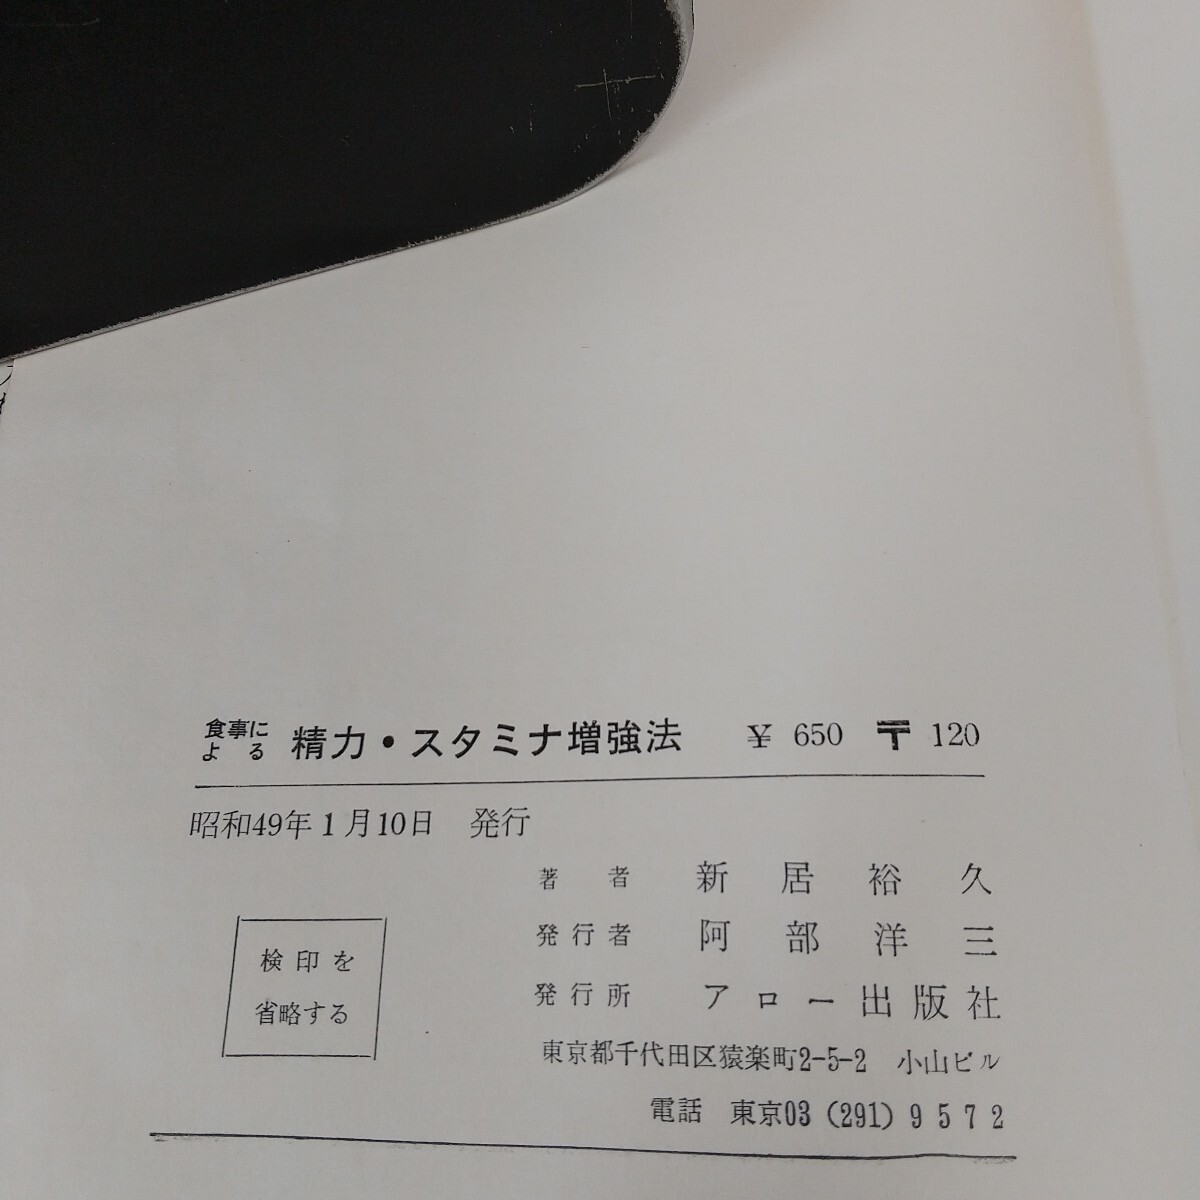 食事による 精力・スタミナ増強法 ¥ 650 〒 120
昭和49年1月10日 発行
著者 新居裕久
発行者 阿部洋三
発行所 アロー出版社
東京都千代田区猿楽町2-5-2 小山ビル
電話 東京03 (291) 9572
検印を
省略する